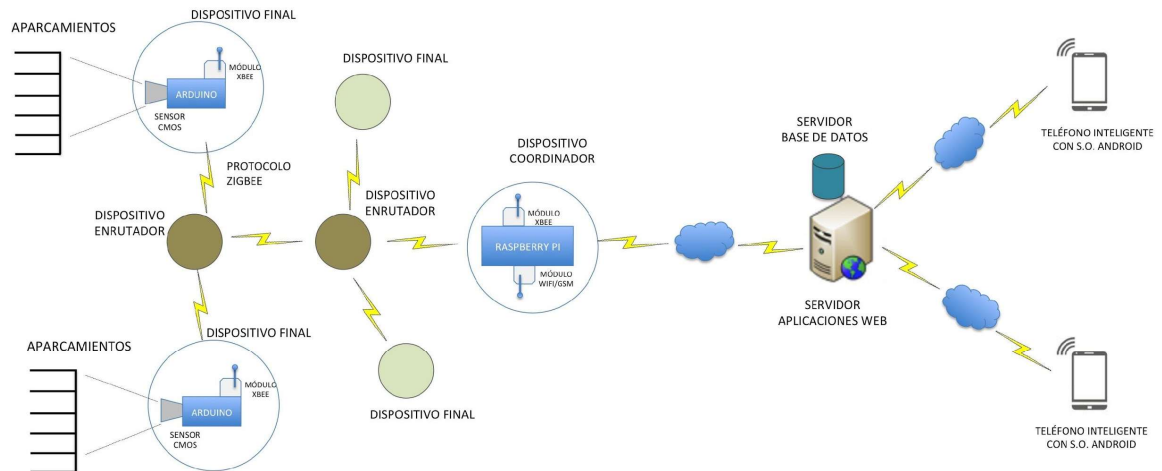 DISPOSITIVO FINAL
APARCAMIENTOS
MÓDULO
XBEE
ARDUINO
SENSOR
CMOS
PROTOCOLO
ZIGBEE
DISPOSITIVO
ENRUTADOR
DISPOSITIVO FINAL
APARCAMIENTOS
MÓDULO
XBEE
ARDUINO
SENSOR
CMOS
DISPOSITIVO FINAL
DISPOSITIVO
ENRUTADOR
DISPOSITIVO FINAL
DISPOSITIVO
COORDINADOR
MÓDULO
XBEE
RASPBERRY PI
MÓDULO
WIFI/GSM
SERVIDOR
BASE DE DATOS
SERVIDOR
APLICACIONES WEB
TELÉFONO INTELIGENTE
CON S.O. ANDROID
TELÉFONO INTELIGENTE
CON S.O. ANDROID